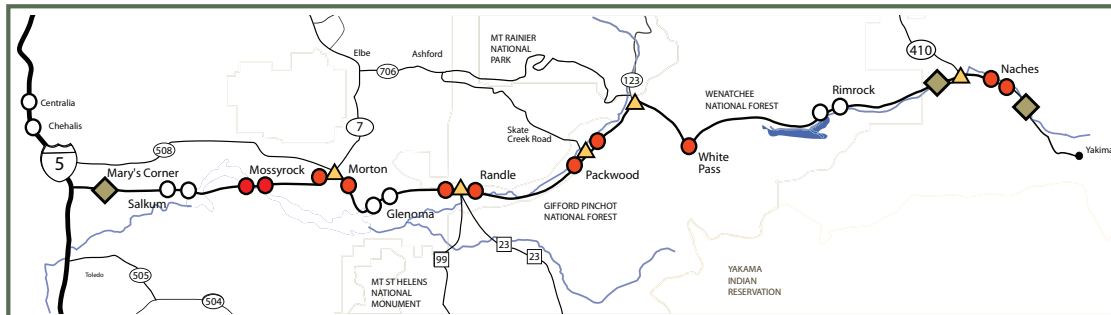 MT RAINIER
NATIONAL
PARK
410
Elbe
Ashford
706
123
Naches
Rimrock
WENATCHEE
NATIONAL FOREST
Centralia
Chehalis
7
Skate
Creek Road
508
5
Yakima
White
Pass
Mary's Corner
Mossyrock
Morton
Randle
Packwood
Salkum
Glenoma
GIFFORD PINCHOT
NATIONAL FOREST
23
99
23
Toledo
505
504
MT ST HELENS
NATIONAL
MONUMENT
YAKAMA
INDIAN
RESERVATION